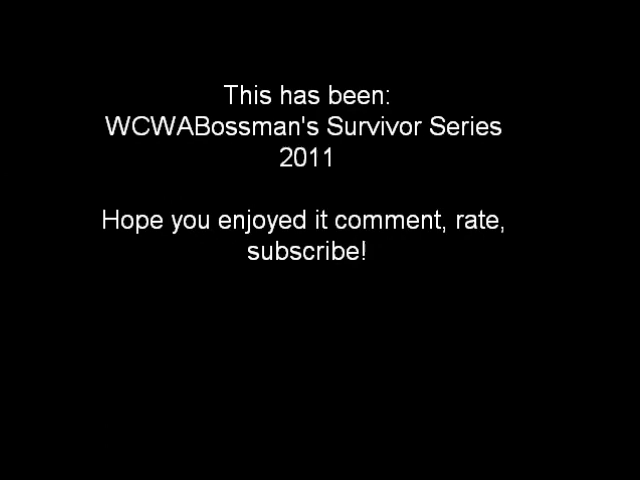 This has been:
WCWABossman's Survivor Series
2011
Hope you enjoyed it comment, rate,
subscribe!